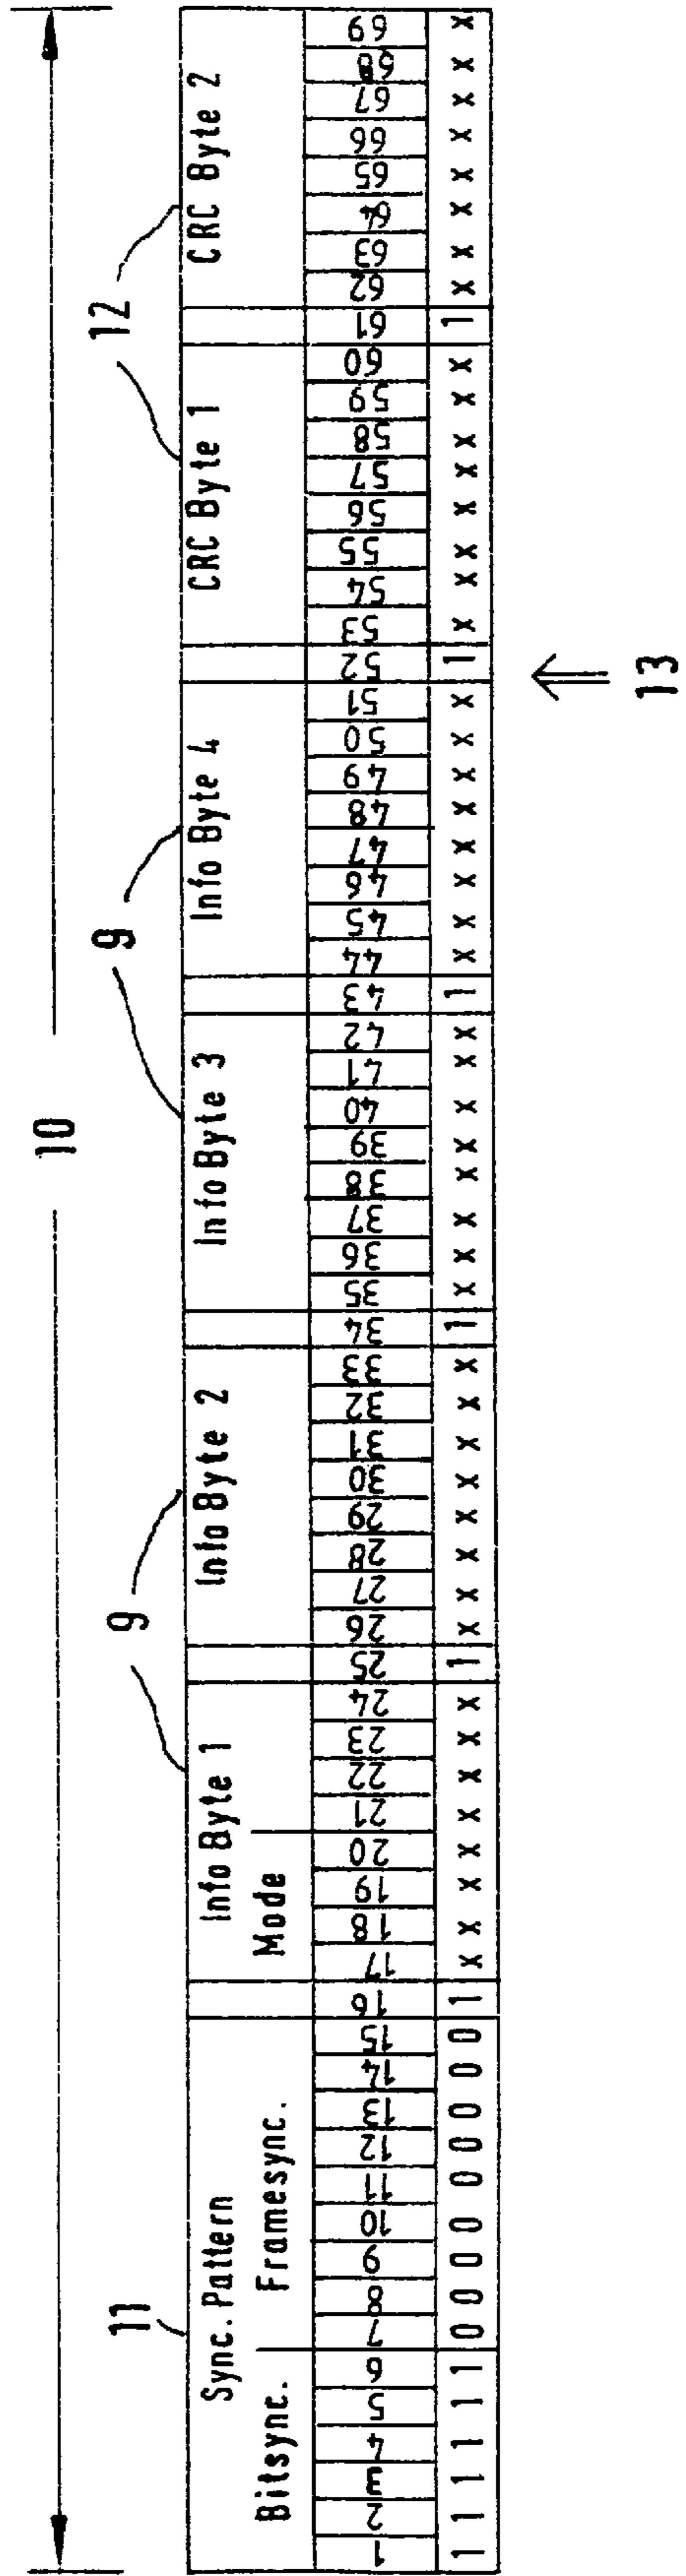 10
11 9 9 12
Sync. Pattern Info Byte 1 Info Byte 2 Info Byte 3 Info Byte 4 CRC Byte 1 CRC Byte 2
Bitsync. Framesync. Mode
1 2 3 4 5 6 7 8 9 10 11 12 13 14 15 16 17 18 19 20 21 22 23 24 25 26 27 28 29 30 31 32 33 34 35 36 37 38 39 40 41 42 43 44 45 46 47 48 49 50 51 52 53 54 55 56 57 58 59 60 61 62 63 64 65 66 67 68 69
1 1 1 1 1 1 0 0 0 0 0 0 0 0 0 1 x x x x x x x x 1 x x x x x x x x 1 x x x x x x x x 1 x x x x x x x x 1 x x x x x x x x 1 x x x x x x x x
13